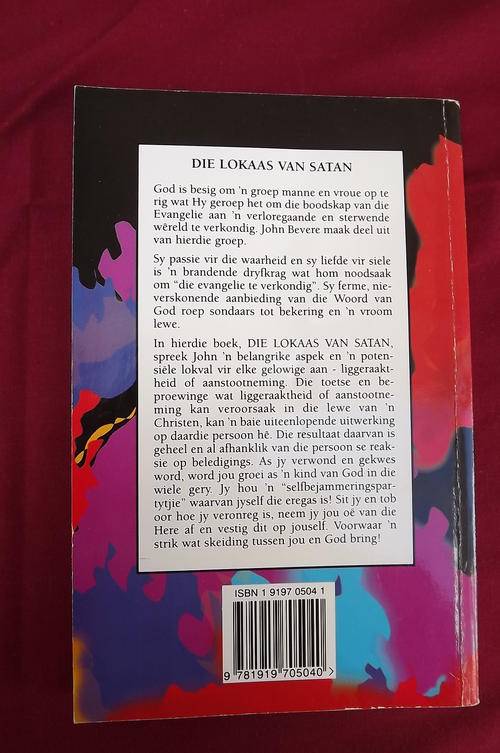 DIE LOKAAS VAN SATAN
God is besig om 'n groep manne en vroue op te
rig wat Hy geroep het om die boodskap van die
Evangelie aan 'n verloregaande en sterwende
wêreld te verkondig. John Bevere maak deel uit
van hierdie groep.
Sy passie vir die waarheid en sy liefde vir siele
is 'n brandende dryfkrag wat hom noodsaak
om "die evangelie te verkondig". Sy ferme, nie-
verskonende aanbieding van die Woord van
God roep sondaars tot bekering en 'n vroom
lewe.
In hierdie boek, DIE LOKAAS VAN SATAN,
spreek John 'n belangrike aspek en 'n poten-
siële lokval vir elke gelowige aan - liggeraakt-
heid of aanstootneming. Die toetse en be-
proewinge wat liggeraaktheid of aanstootne-
ming kan veroorsaak in die lewe van 'n
Christen, kan 'n baie uiteenlopende uitwerking
op daardie persoon hê. Die resultaat daarvan is
geheel en al afhanklik van die persoon se reak-
sie op beledigings. As jy verwond en gekwes
word, word jou groei as 'n kind van God in die
wiele gery. Jy hou 'n "selfbejammeringspar-
tytjie" waarvan jyself die eregas is! Sit jy en tob
oor hoe jy veronreg is, neem jy jou oë van die
Here af en vestig dit op jouself. Voorwaar 'n
strik wat skeiding tussen jou en God bring!
ISBN 1 9197 0504 1
9 781919 705040 >